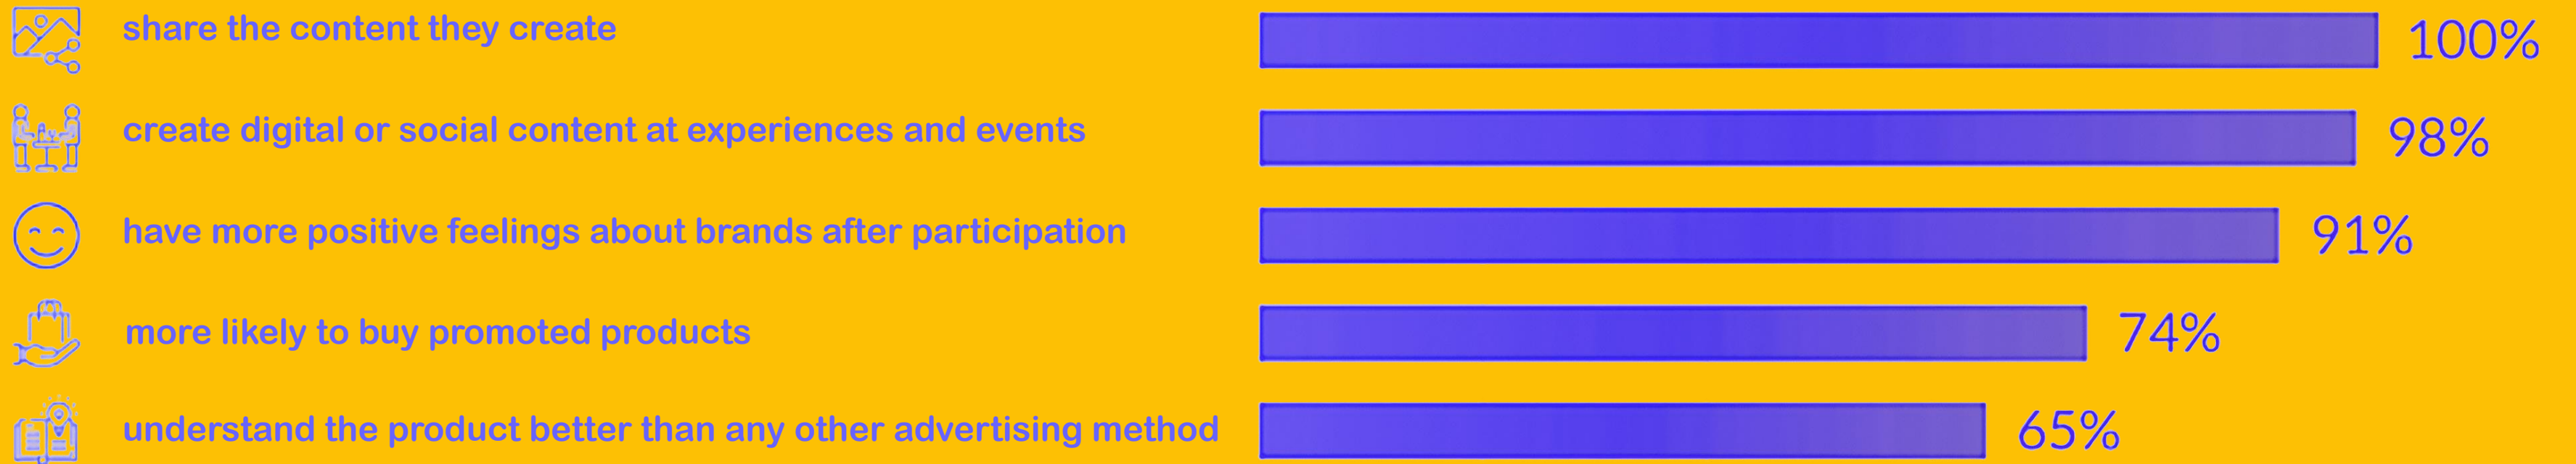 share the content they create 100%
create digital or social content at experiences and events 98%
have more positive feelings about brands after participation 91%
more likely to buy promoted products 74%
understand the product better than any other advertising method 65%